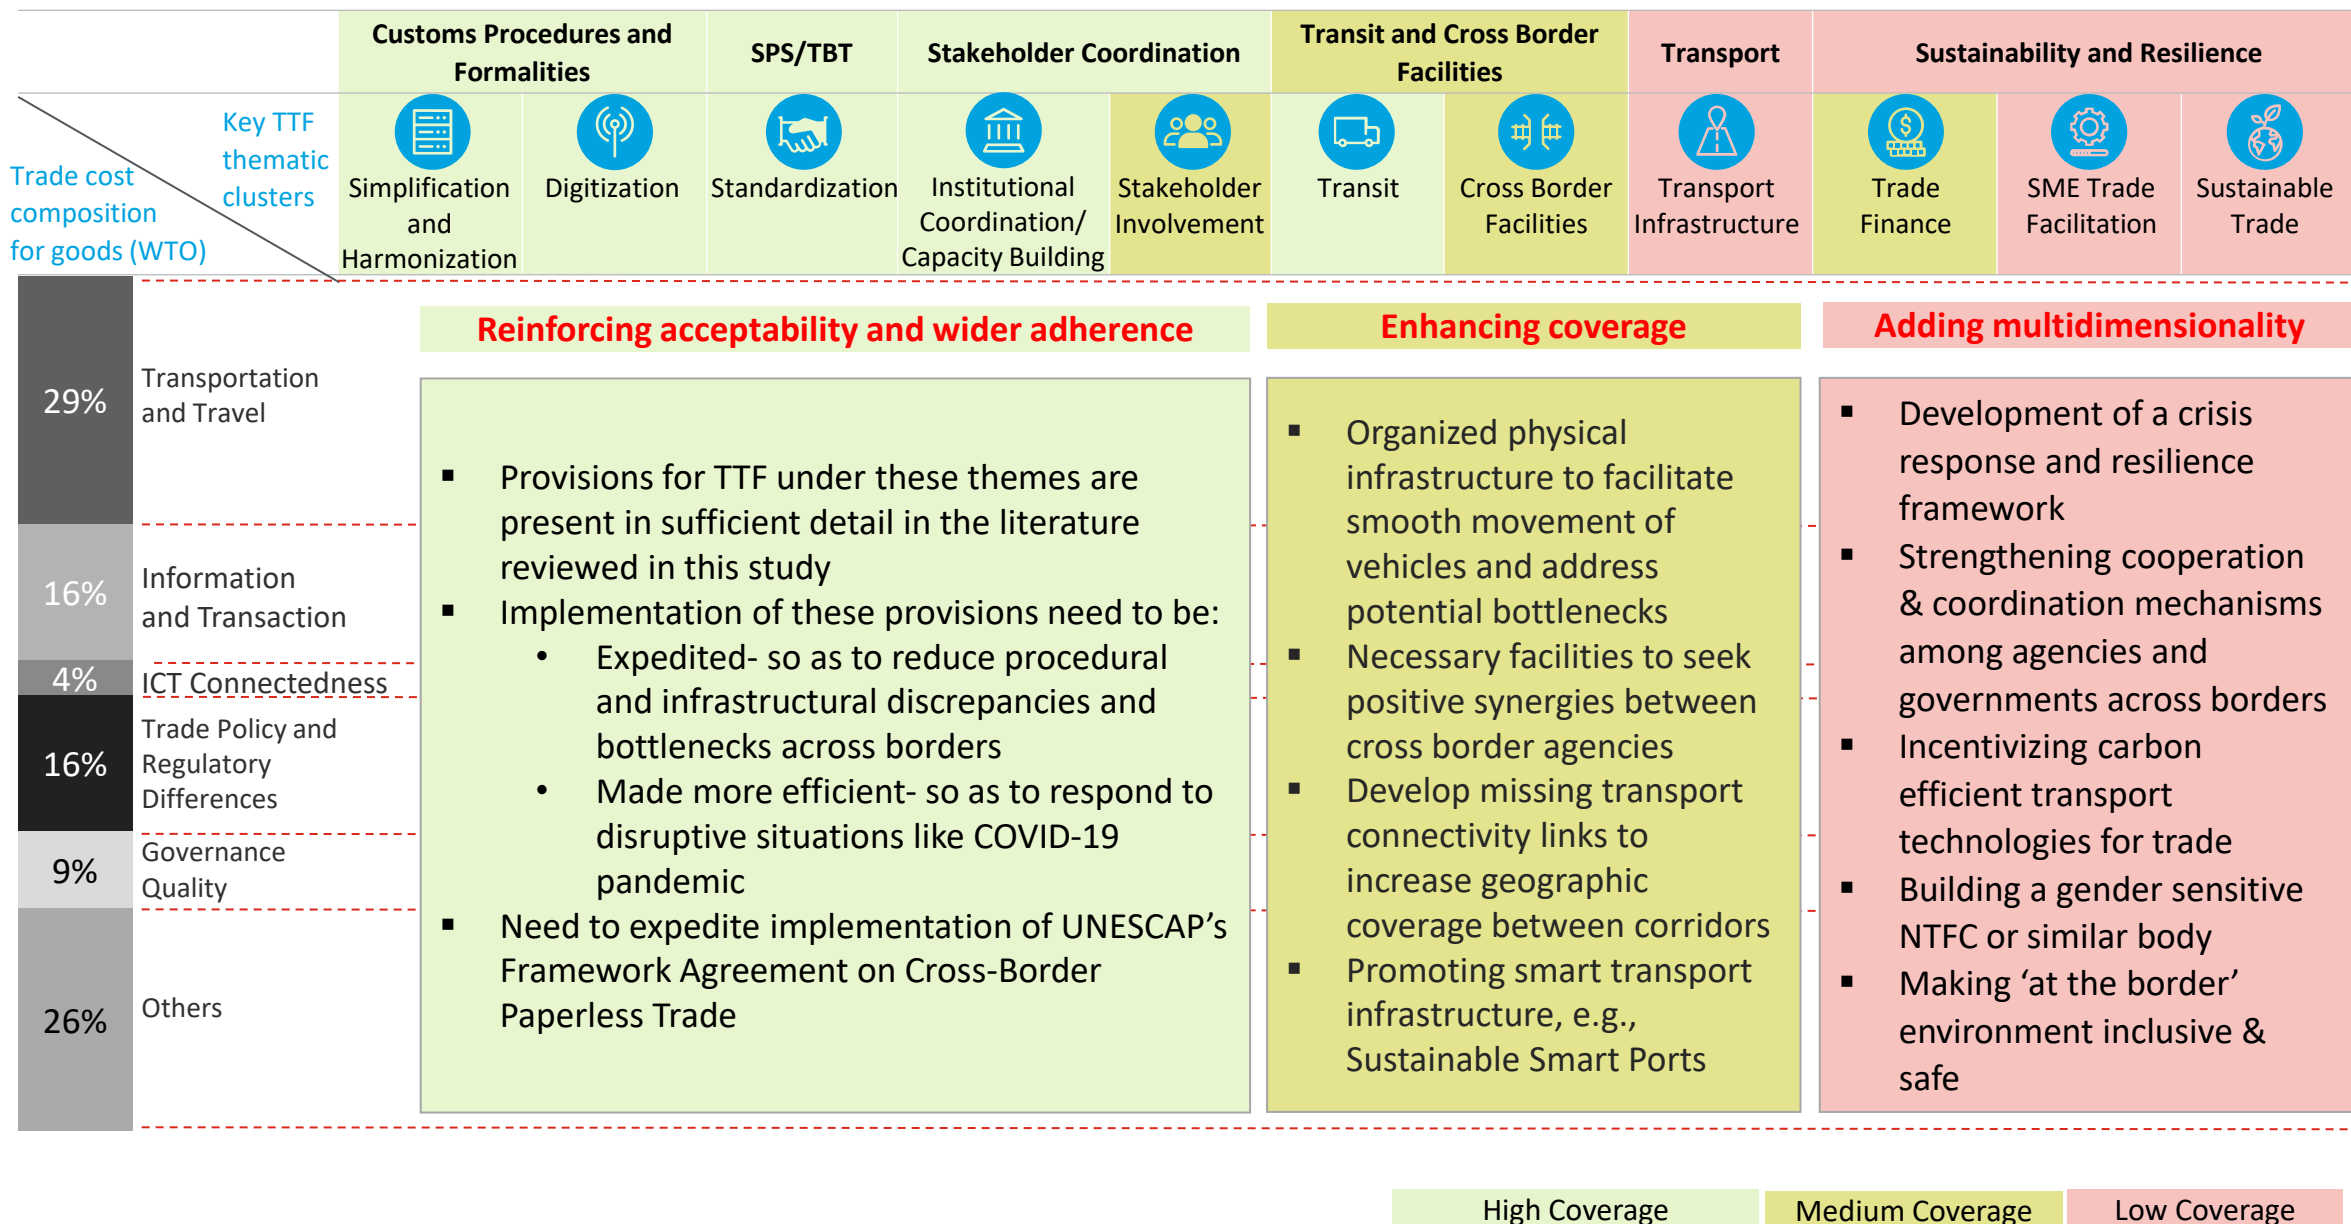 Customs Procedures and
Formalities
SPS/TBT
Stakeholder Coordination
Transit and Cross Border
Facilities
Transport
Sustainability and Resilience
Key TTF
thematic
clusters
Trade cost
composition
for goods (WTO)
Simplification
and
Harmonization
Digitization
Standardization
Institutional
Coordination/
Capacity Building
Stakeholder
Involvement
Transit
Cross Border
Facilities
Transport
Infrastructure
Trade
Finance
SME Trade
Facilitation
Sustainable
Trade
29%
Transportation
and Travel
16%
Information
and Transaction
4%
ICT Connectedness
16%
Trade Policy and
Regulatory
Differences
9%
Governance
Quality
26%
Others
Reinforcing acceptability and wider adherence
▪ Provisions for TTF under these themes are
present in sufficient detail in the literature
reviewed in this study
▪ Implementation of these provisions need to be:
• Expedited- so as to reduce procedural
and infrastructural discrepancies and
bottlenecks across borders
• Made more efficient- so as to respond to
disruptive situations like COVID-19
pandemic
▪ Need to expedite implementation of UNESCAP’s
Framework Agreement on Cross-Border
Paperless Trade
Enhancing coverage
▪ Organized physical
infrastructure to facilitate
smooth movement of
vehicles and address
potential bottlenecks
▪ Necessary facilities to seek
positive synergies between
cross border agencies
▪ Develop missing transport
connectivity links to
increase geographic
coverage between corridors
▪ Promoting smart transport
infrastructure, e.g.,
Sustainable Smart Ports
Adding multidimensionality
▪ Development of a crisis
response and resilience
framework
▪ Strengthening cooperation
& coordination mechanisms
among agencies and
governments across borders
▪ Incentivizing carbon
efficient transport
technologies for trade
▪ Building a gender sensitive
NTFC or similar body
▪ Making ‘at the border’
environment inclusive &
safe
High Coverage
Medium Coverage
Low Coverage